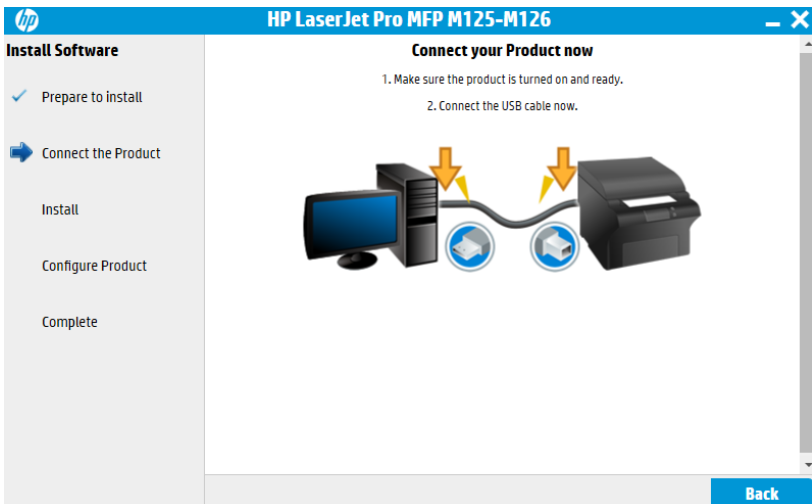 hp
HP LaserJet Pro MFP M125-M126
Install Software
Prepare to install
Connect the Product
Install
Configure Product
Complete
Connect your Product now
1. Make sure the product is turned on and ready.
2. Connect the USB cable now.
Back